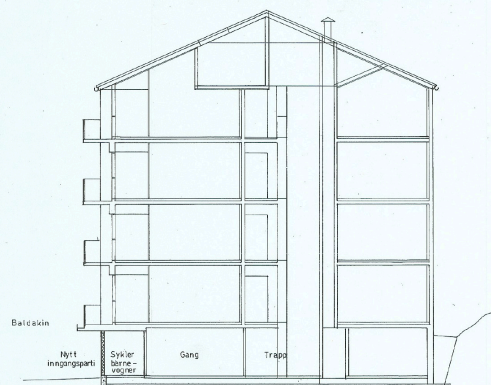 Baldakin
Nytt
inngangsparti
Sykler
barne-
vogner
Gang
Trapp